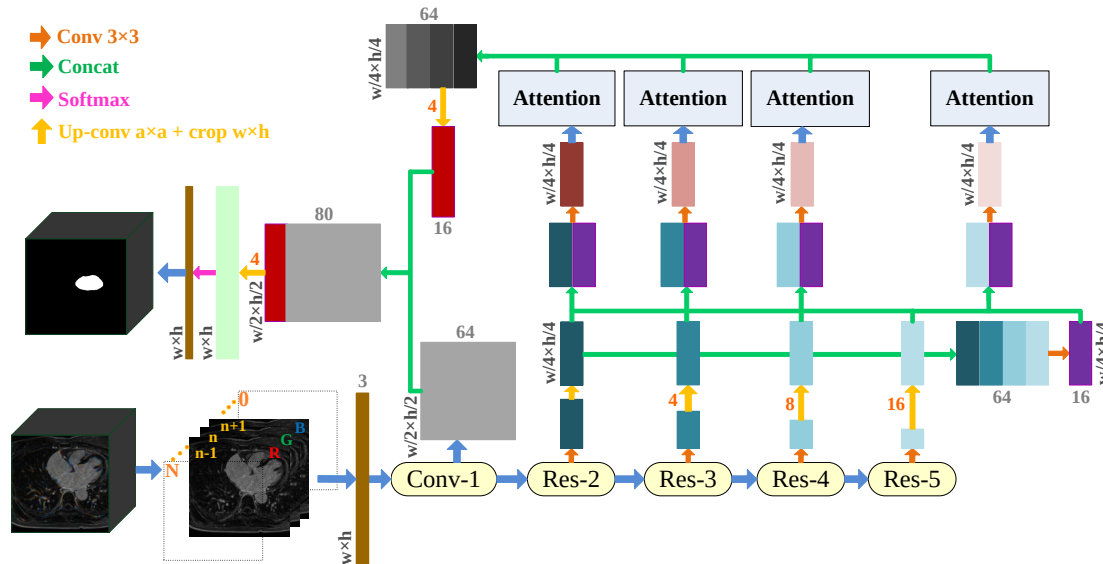 Conv 3×3
Concat
Softmax
Up-conv a×a + crop w×h
64
w/4×h/4
4
16
Attention
Attention
Attention
Attention
w/4×h/4
w/4×h/4
w/4×h/4
w/4×h/4
80
4
w/2×h/2
w×h
w×h
64
w/2×h/2
w/4×h/4
4
8
16
64
16
w/4×h/4
3
w×h
N
0
n-1
n
n+1
R
G
B
Conv-1
Res-2
Res-3
Res-4
Res-5